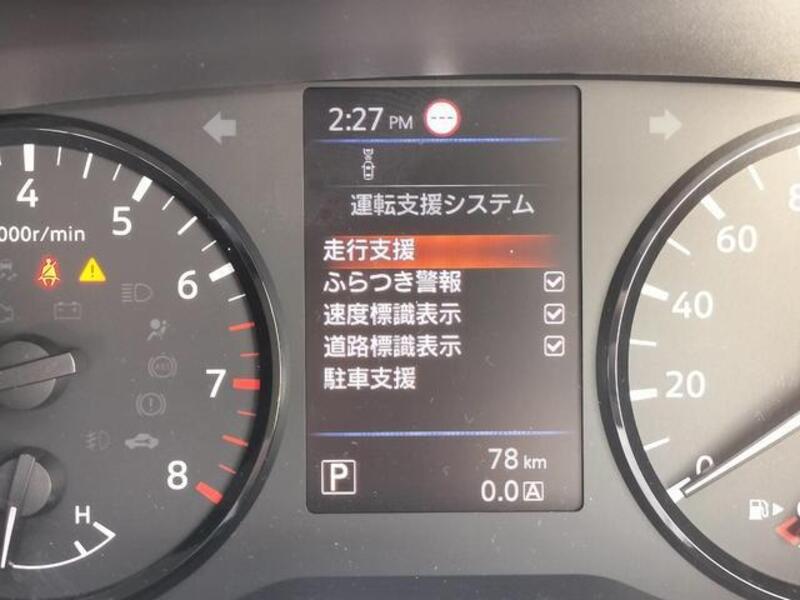 2:27 PM
運転支援システム
走行支援
ふらつき警報
速度標識表示
道路標識表示
駐車支援
P
78 km
0.0 A
4
5
6
7
8
000r/min
ABS
H
60
40
20
0